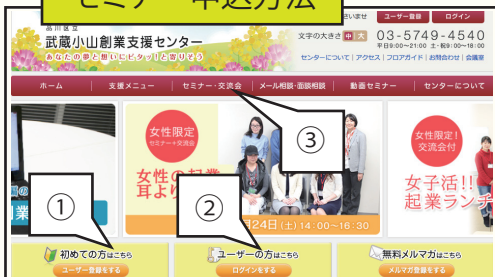 セミナー申込方法
ユーザー登録
ログイン
品川区立
武蔵小山創業支援センター
あなたの夢と想いにピタッ!と寄りそう
文字の大きさ 中 大
03-5749-4540
平日9:00~21:00 土・祝9:00~18:00
センターについて | アクセス | フロアガイド | お問合わせ | 会議室
ホーム
支援メニュー
セミナー・交流会
メール相談・面談相談
動画セミナー
センターについて
女性限定
セミナー+交流会
③
女性限定!
交流会付
女性の
耳より
女子活!!
起業ランチ
①
②
24日(土)14:00~16:30
初めての方はこちら
ユーザー登録をする
ユーザーの方はこちら
ログインをする
無料メルマガはこちら
メルマガ登録をする